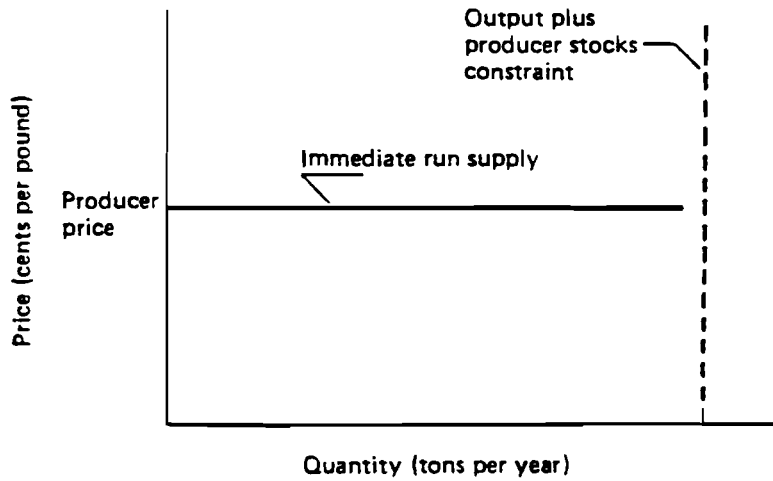 Output plus
producer stocks
constraint
Immediate run supply
Producer
price
Price (cents per pound)
Quantity (tons per year)